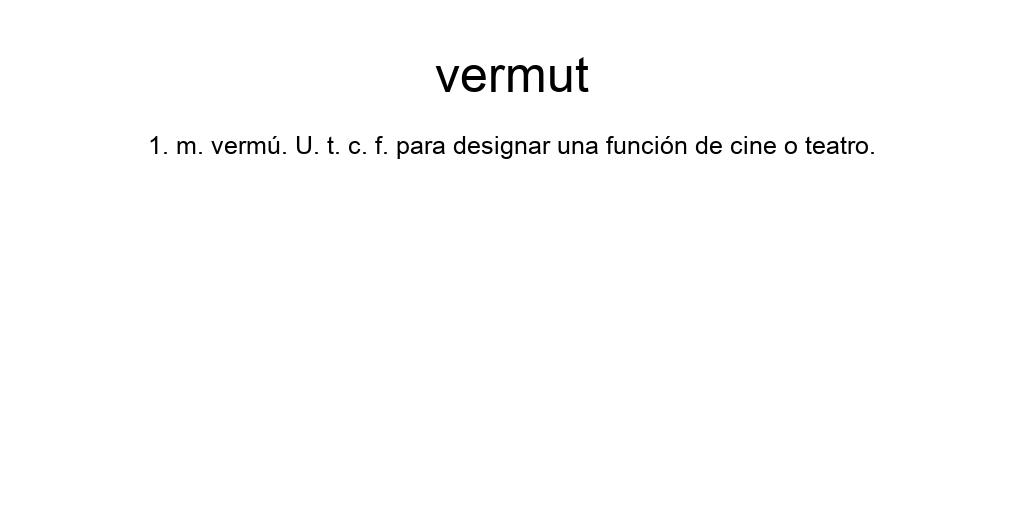 vermut
1. m. vermú. U. t. c. f. para designar una función de cine o teatro.